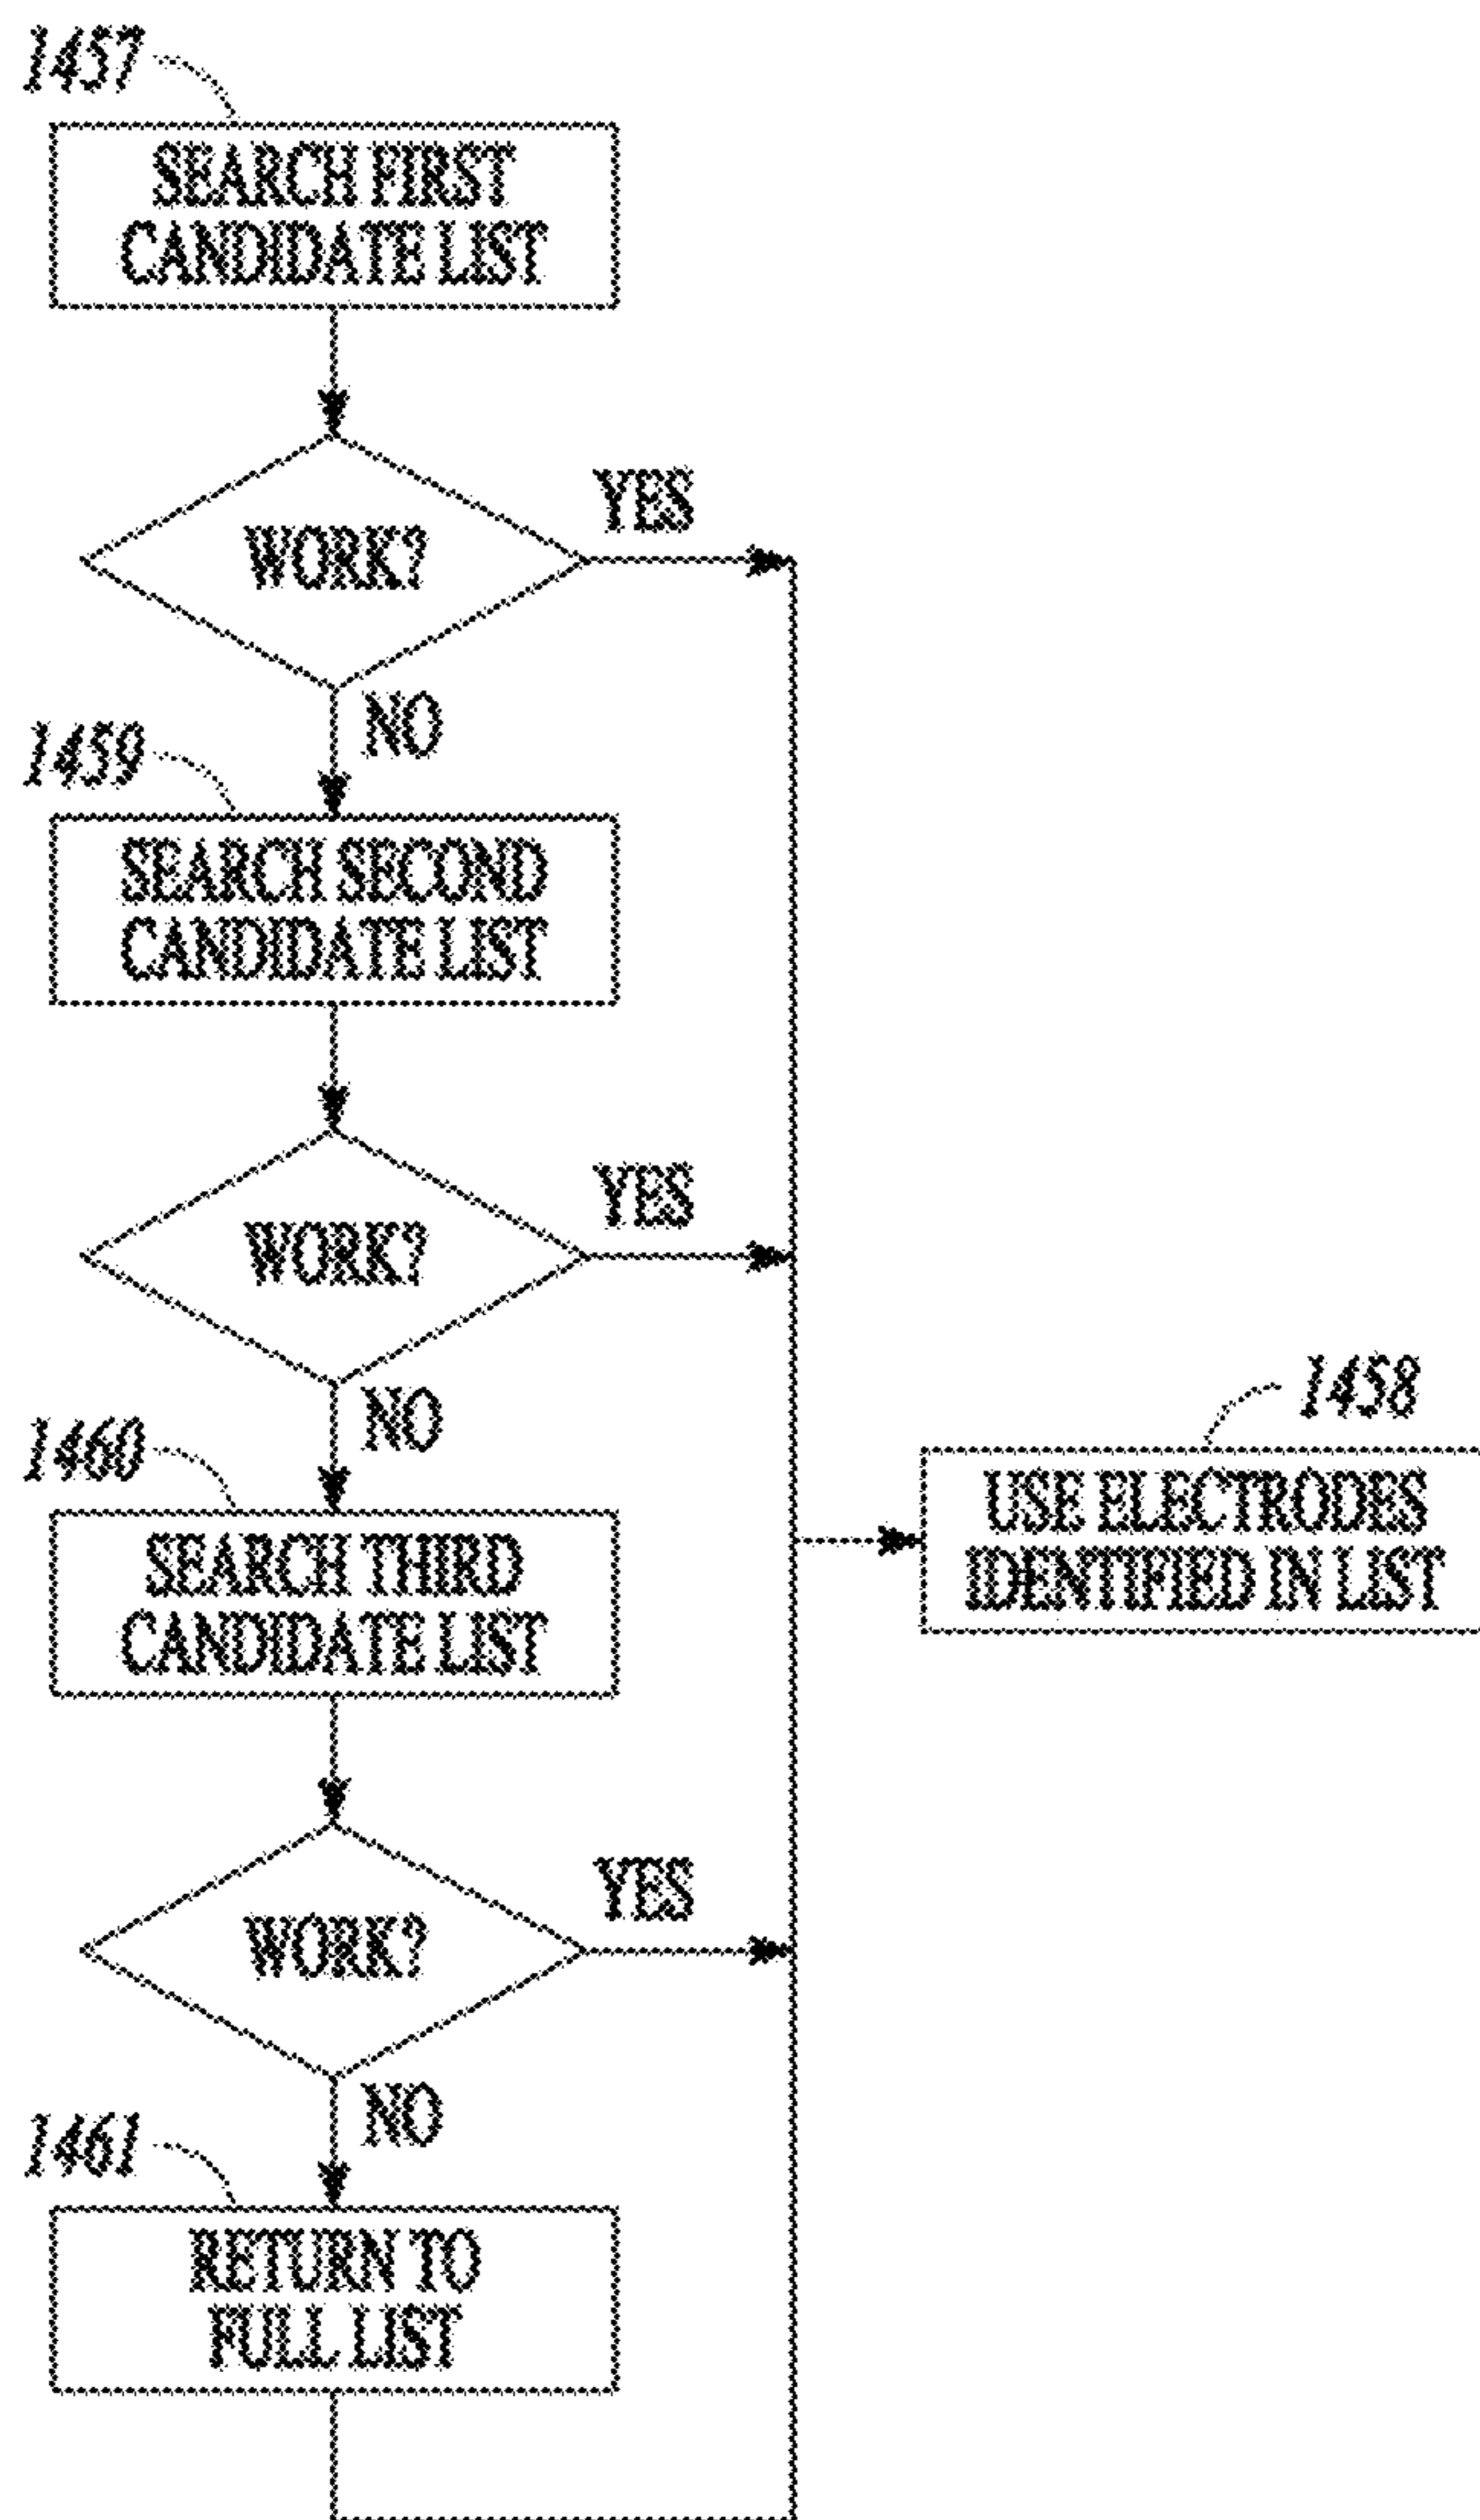 1457
SEARCH FIRST
CANDIDATE LIST
WORK?
YES
NO
1459
SEARCH SECOND
CANDIDATE LIST
WORK?
YES
NO
1458
USE ELECTRODES
IDENTIFIED IN LIST
1460
SEARCH THIRD
CANDIDATE LIST
WORK?
YES
NO
1461
RETURN TO
FULL LIST